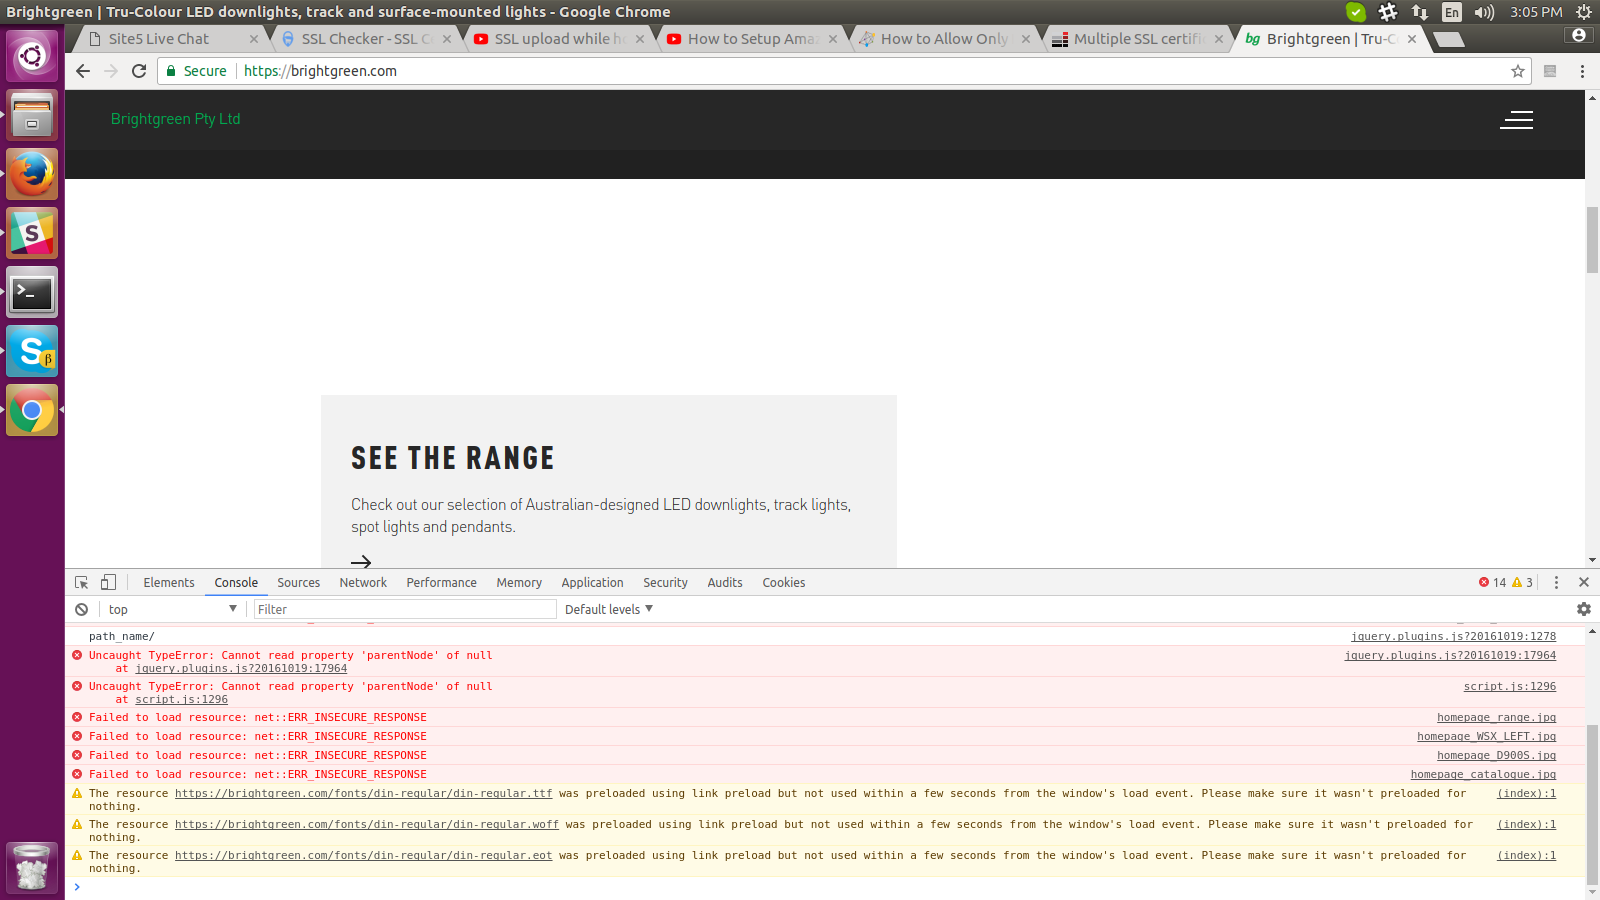 Brightgreen | Tru-Colour LED downlights, track and surface-mounted lights - Google Chrome
En
3:05 PM
Site5 Live Chat
SSL Checker - SSL
SSL upload while
How to Setup Ama
How to Allow Only
Multiple SSL certifi
bg Brightgreen | Tru-C
Secure
https://brightgreen.com
Brightgreen Pty Ltd
SEE THE RANGE
Check out our selection of Australian-designed LED downlights, track lights,
spot lights and pendants.
Elements Console Sources Network Performance Memory Application Security Audits Cookies
14 3
top
Filter
Default levels
path_name/ jquery.plugins.js?20161019:1278
Uncaught TypeError: Cannot read property 'parentNode' of null jquery.plugins.js?20161019:17964
at jquery.plugins.js?20161019:17964
Uncaught TypeError: Cannot read property 'parentNode' of null script.js:1296
at script.js:1296
Failed to load resource: net::ERR_INSECURE_RESPONSE homepage_range.jpg
Failed to load resource: net::ERR_INSECURE_RESPONSE homepage_WSX_LEFT.jpg
Failed to load resource: net::ERR_INSECURE_RESPONSE homepage_D900S.jpg
Failed to load resource: net::ERR_INSECURE_RESPONSE homepage_catalogue.jpg
The resource https://brightgreen.com/fonts/din-regular/din-regular.ttf was preloaded using link preload but not used within a few seconds from the window's load event. Please make sure it wasn't preloaded for (index):1
nothing.
The resource https://brightgreen.com/fonts/din-regular/din-regular.woff was preloaded using link preload but not used within a few seconds from the window's load event. Please make sure it wasn't preloaded for (index):1
nothing.
The resource https://brightgreen.com/fonts/din-regular/din-regular.eot was preloaded using link preload but not used within a few seconds from the window's load event. Please make sure it wasn't preloaded for (index):1
nothing.